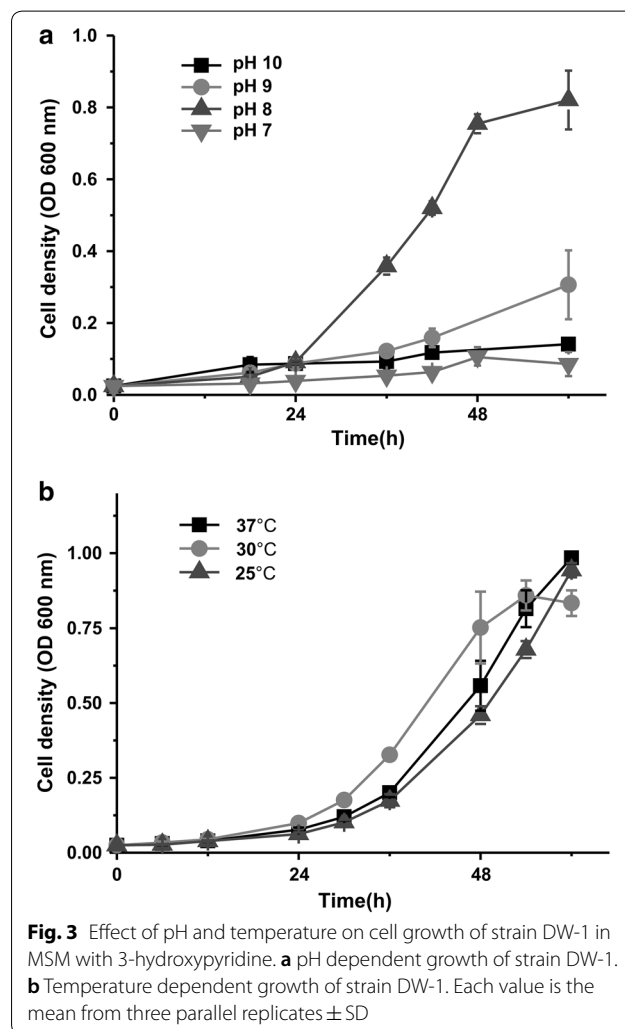 a
1.0
0.8
0.6
0.4
0.2
0.0
Cell density (OD 600 nm)
pH 10
pH 9
pH 8
pH 7
0
24
48
Time(h)
b
1.00
0.75
0.50
0.25
0.00
Cell density (OD 600 nm)
37°C
30°C
25°C
0
24
48
Time(h)
Fig. 3 Effect of pH and temperature on cell growth of strain DW-1 in
MSM with 3-hydroxypyridine. a pH dependent growth of strain DW-1.
b Temperature dependent growth of strain DW-1. Each value is the
mean from three parallel replicates ± SD